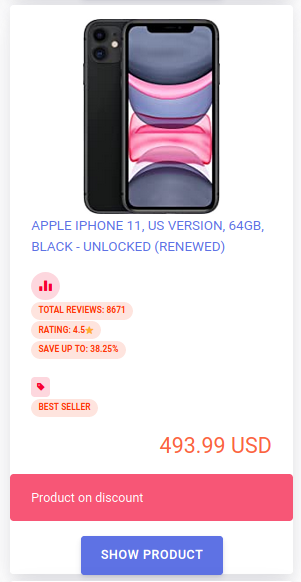 APPLE IPHONE 11, US VERSION, 64GB,
BLACK - UNLOCKED (RENEWED)
TOTAL REVIEWS: 8671
RATING: 4.5⭐
SAVE UP TO: 38.25%
BEST SELLER
493.99 USD
Product on discount
SHOW PRODUCT